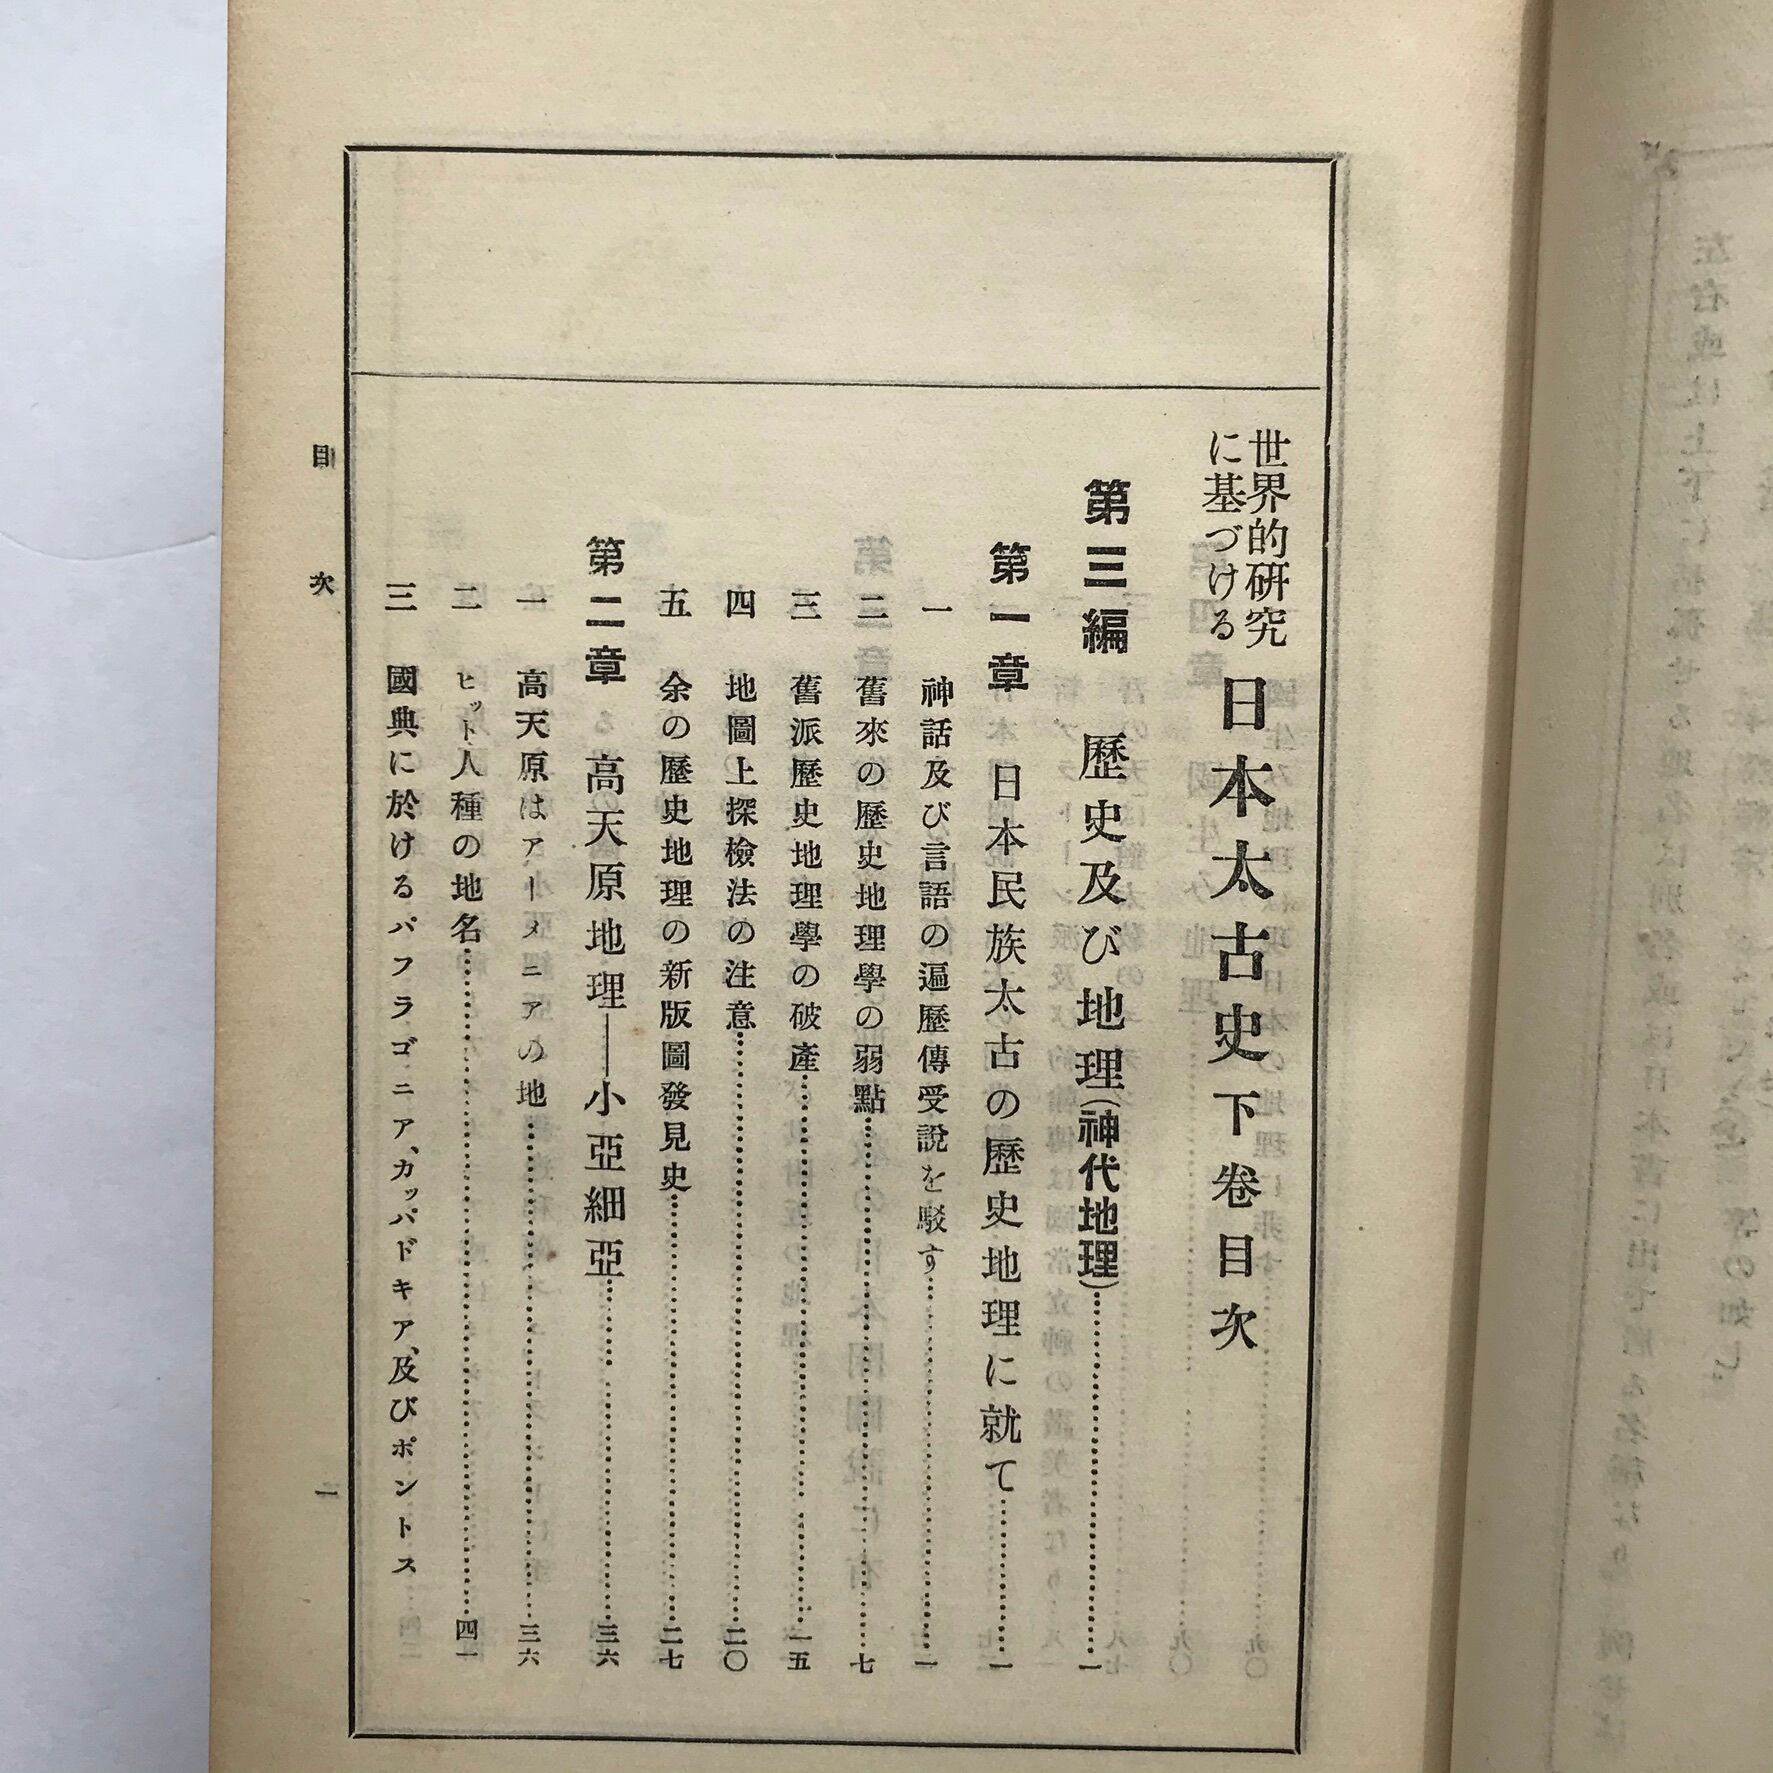 世界的研究
に基づける
日本太古史下卷目次
第三編 歷史及び地理(神代地理)……一
第一章 日本民族太古の歷史地理に就て……一
一 神話及び言語の遍歷傳受說を駁す……一
二 舊來の歷史地理學の弱點……七
三 舊派歷史地理學の破產……一五
四 地圖上探檢法の注意……二〇
五 余の歷史地理の新版圖發見史……二七
第二章 高天原地理――小亞細亞……三六
一 高天原はアーメニアの地……三六
二 ヒット人種の地名……四一
三 國典に於けるパフラゴニア、カッパドキア、及びポントス
目次
一